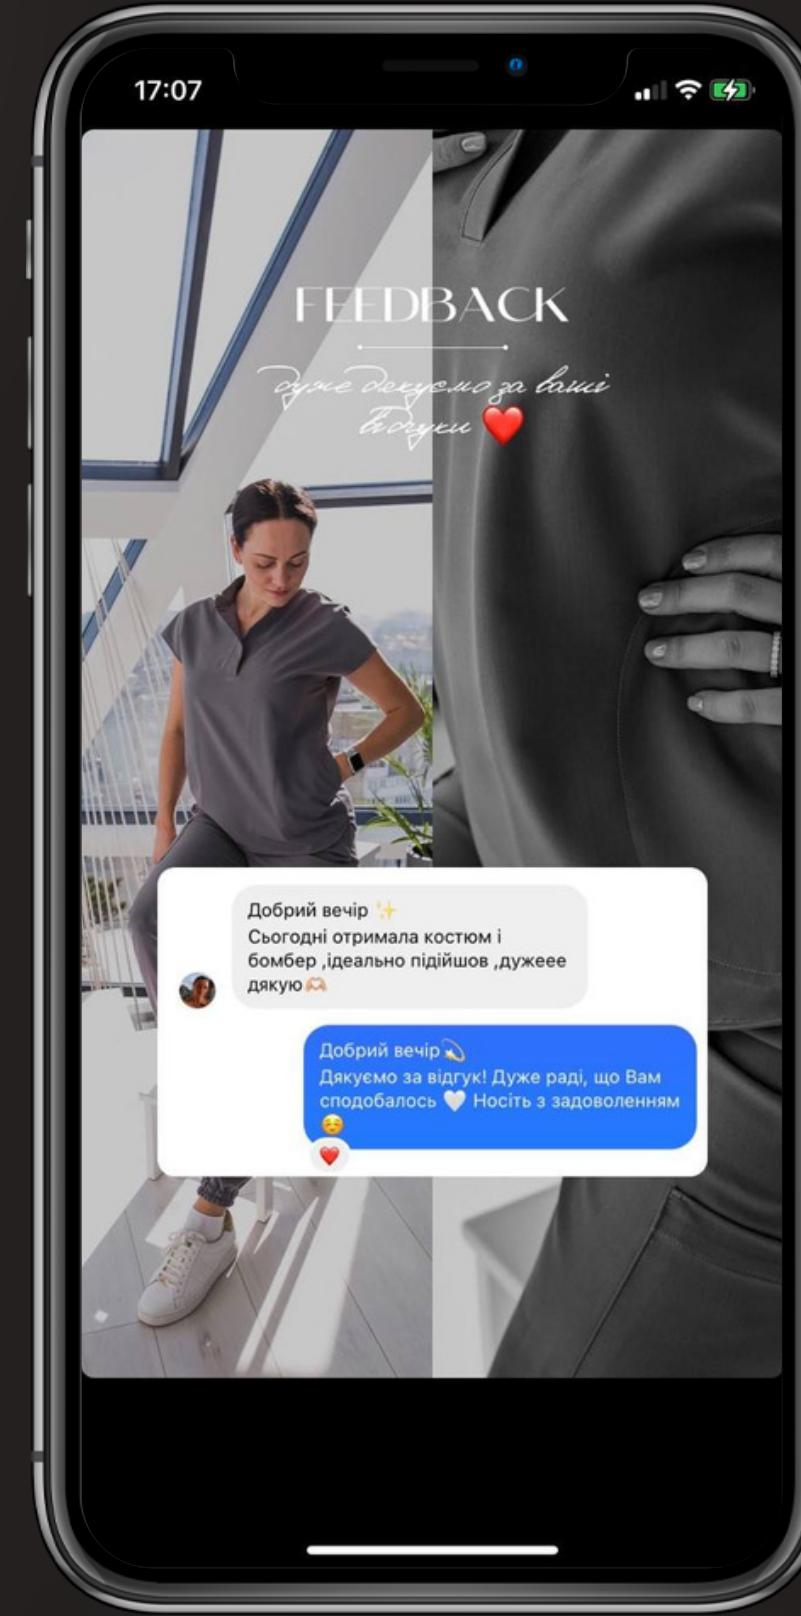 17:07
FEEDBACK
дуже дякуємо за ваші
відгуки ❤️
Добрий вечір ✨
Сьогодні отримала костюм і
бомбер ,ідеально підійшов ,дужеее
дякую🫶🏼
Добрий вечір💫
Дякуємо за відгук! Дуже раді, що Вам
сподобалось 🤍 Носіть з задоволенням
☺️
❤️